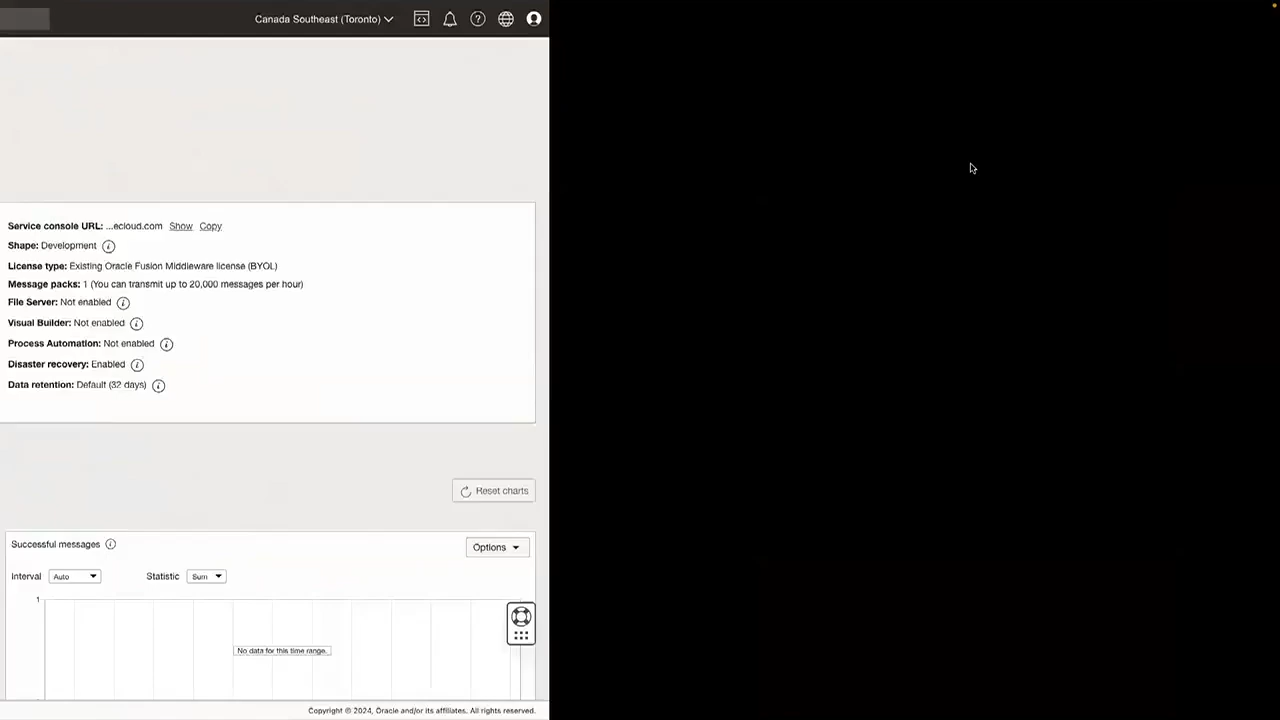 Canada Southeast (Toronto)
Service console URL: ...ecloud.com Show Copy
Shape: Development
License type: Existing Oracle Fusion Middleware license (BYOL)
Message packs: 1 (You can transmit up to 20,000 messages per hour)
File Server: Not enabled
Visual Builder: Not enabled
Process Automation: Not enabled
Disaster recovery: Enabled
Data retention: Default (32 days)
Reset charts
Successful messages
Options
Interval Auto Statistic Sum
1
No data for this time range.
Copyright © 2024, Oracle and/or its affiliates. All rights reserved.